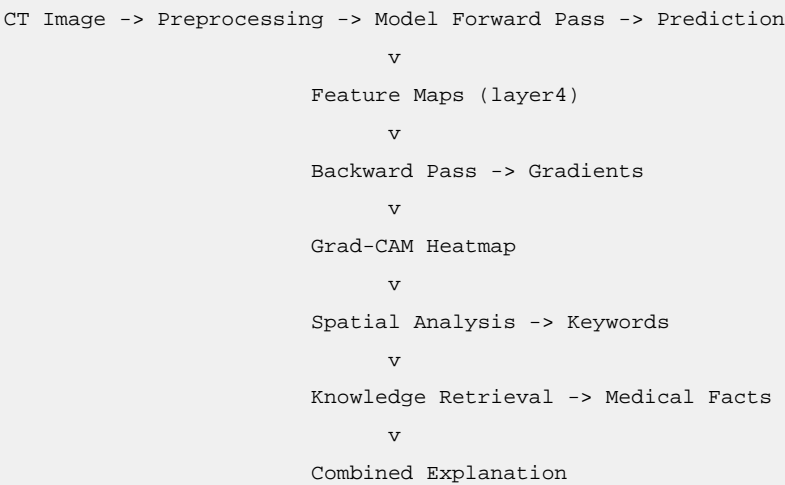 CT Image -> Preprocessing -> Model Forward Pass -> Prediction
v
Feature Maps (layer4)
v
Backward Pass -> Gradients
v
Grad-CAM Heatmap
v
Spatial Analysis -> Keywords
v
Knowledge Retrieval -> Medical Facts
v
Combined Explanation